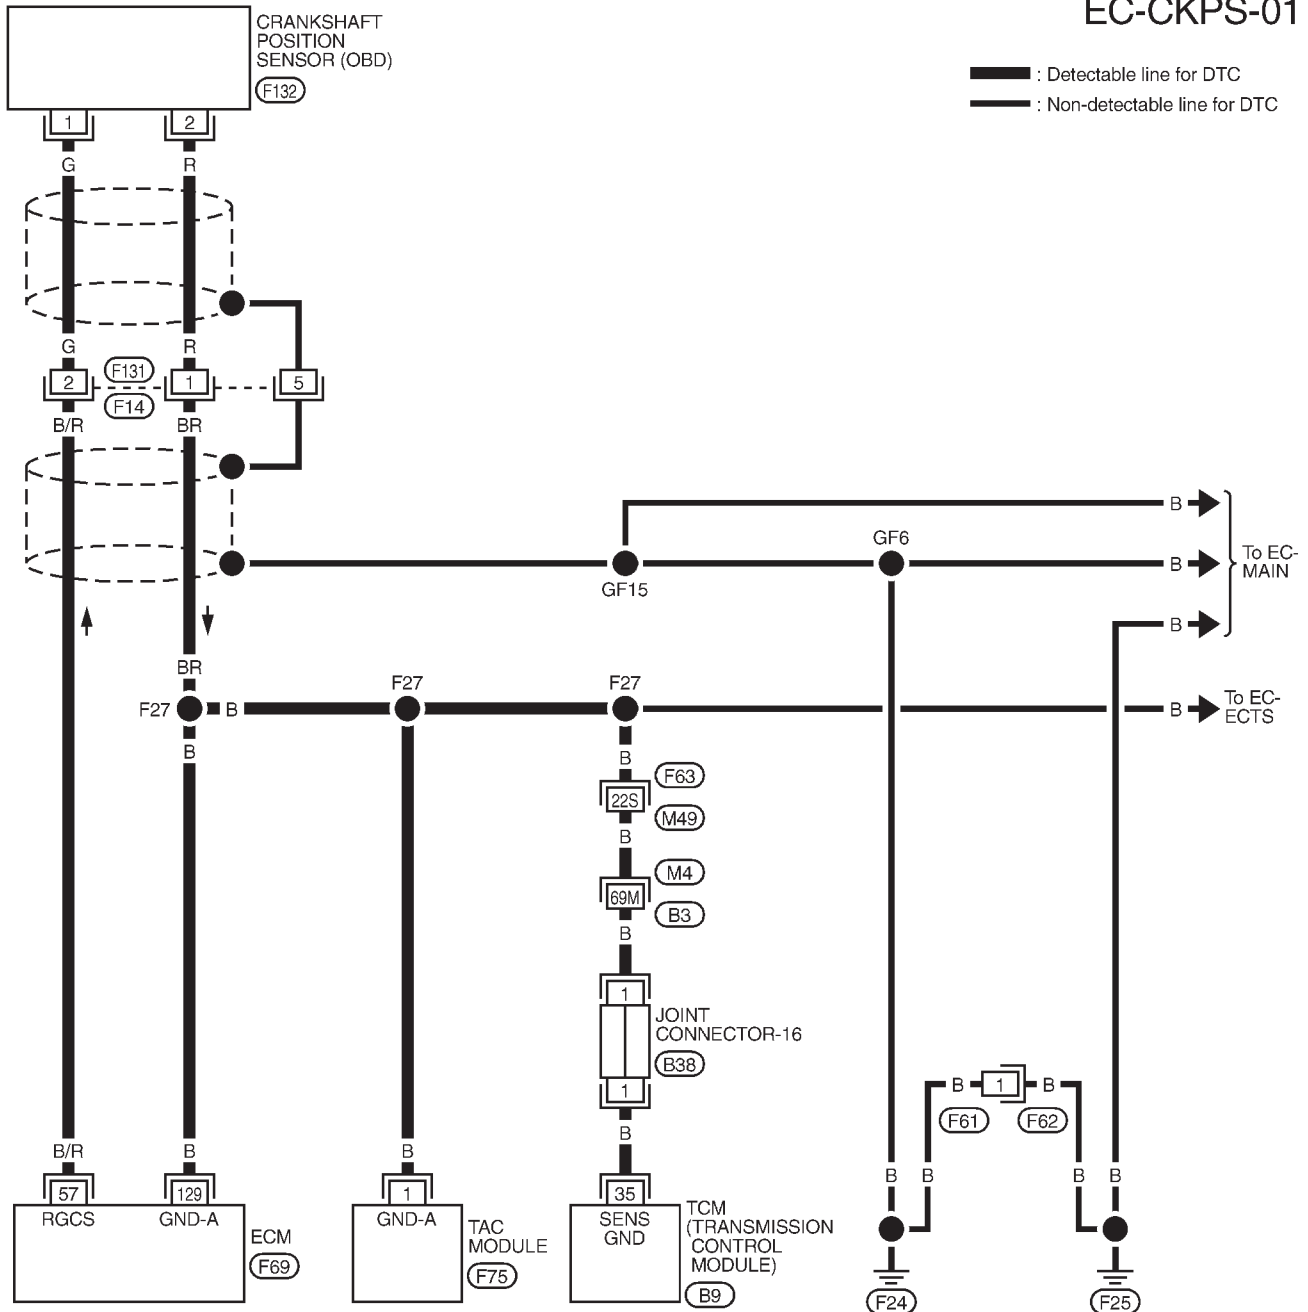 EC-CKPS-01
CRANKSHAFT
POSITION
SENSOR (OBD)
F132
: Detectable line for DTC
: Non-detectable line for DTC
1
2
G
R
G
R
2
F131
F14
1
5
B/R
BR
B
GF6
B
To EC-
MAIN
GF15
B
BR
F27
F27
F27
B
B
To EC-
ECTS
B
B
F63
22S
M49
B
M4
69M
B3
B
1
JOINT
CONNECTOR-16
B38
1
B
B
1
B
F61
F62
B/R
B
B
B
B
B
B
57
129
1
35
RGCS
GND-A
ECM
F69
GND-A
TAC
MODULE
F75
SENS
GND
TCM
(TRANSMISSION
CONTROL
MODULE)
B9
F24
F25